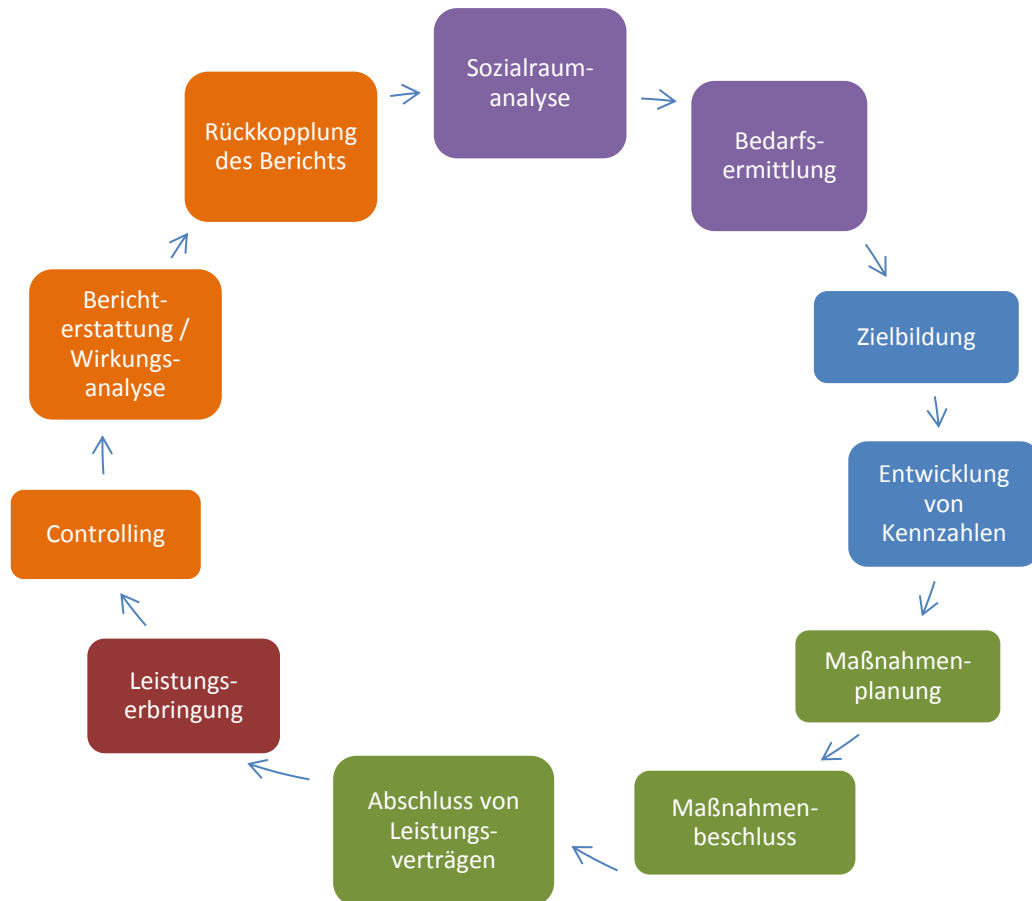 Sozialraum-
analyse
Bedarfs-
ermittlung
Zielbildung
Entwicklung
von
Kennzahlen
Maßnahmen-
planung
Maßnahmen-
beschluss
Abschluss von
Leistungs-
verträgen
Leistungs-
erbringung
Controlling
Bericht-
erstattung /
Wirkungs-
analyse
Rückkopplung
des Berichts